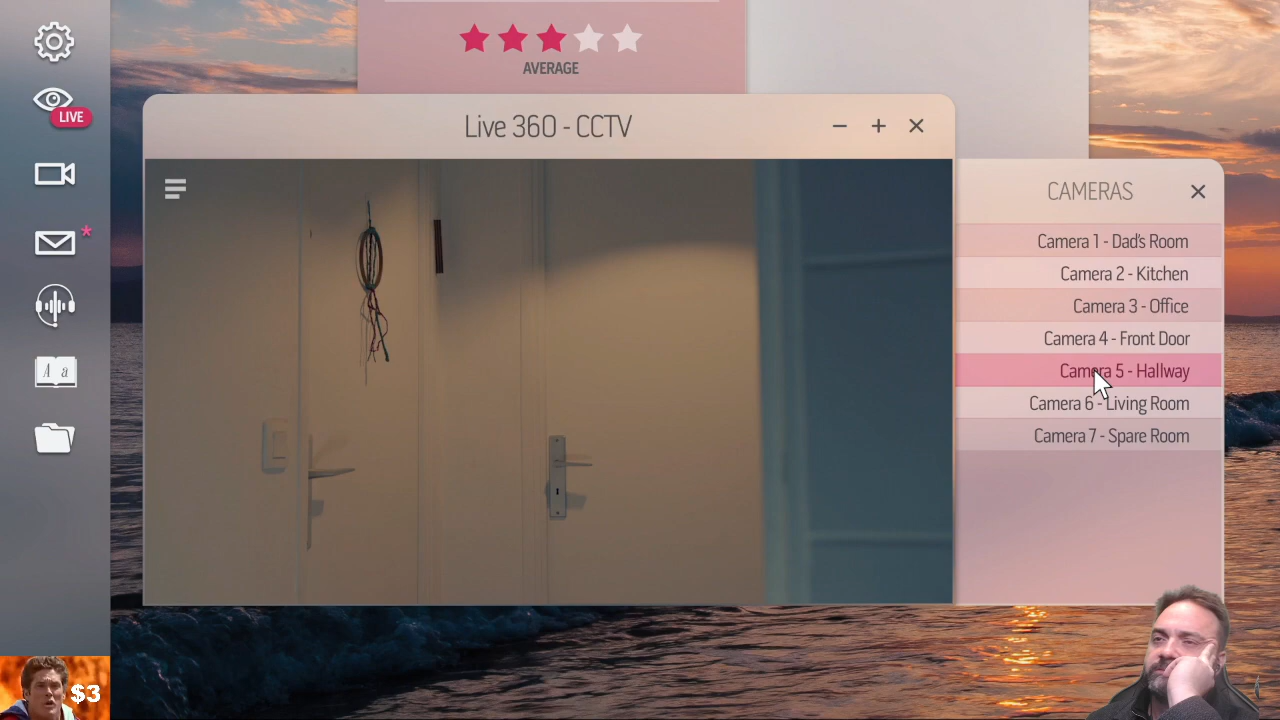 AVERAGE
Live 360 - CCTV
LIVE
CAMERAS
Camera 1 - Dad's Room
Camera 2 - Kitchen
Camera 3 - Office
Camera 4 - Front Door
Camera 5 - Hallway
Camera 6 - Living Room
Camera 7 - Spare Room
A a
$3